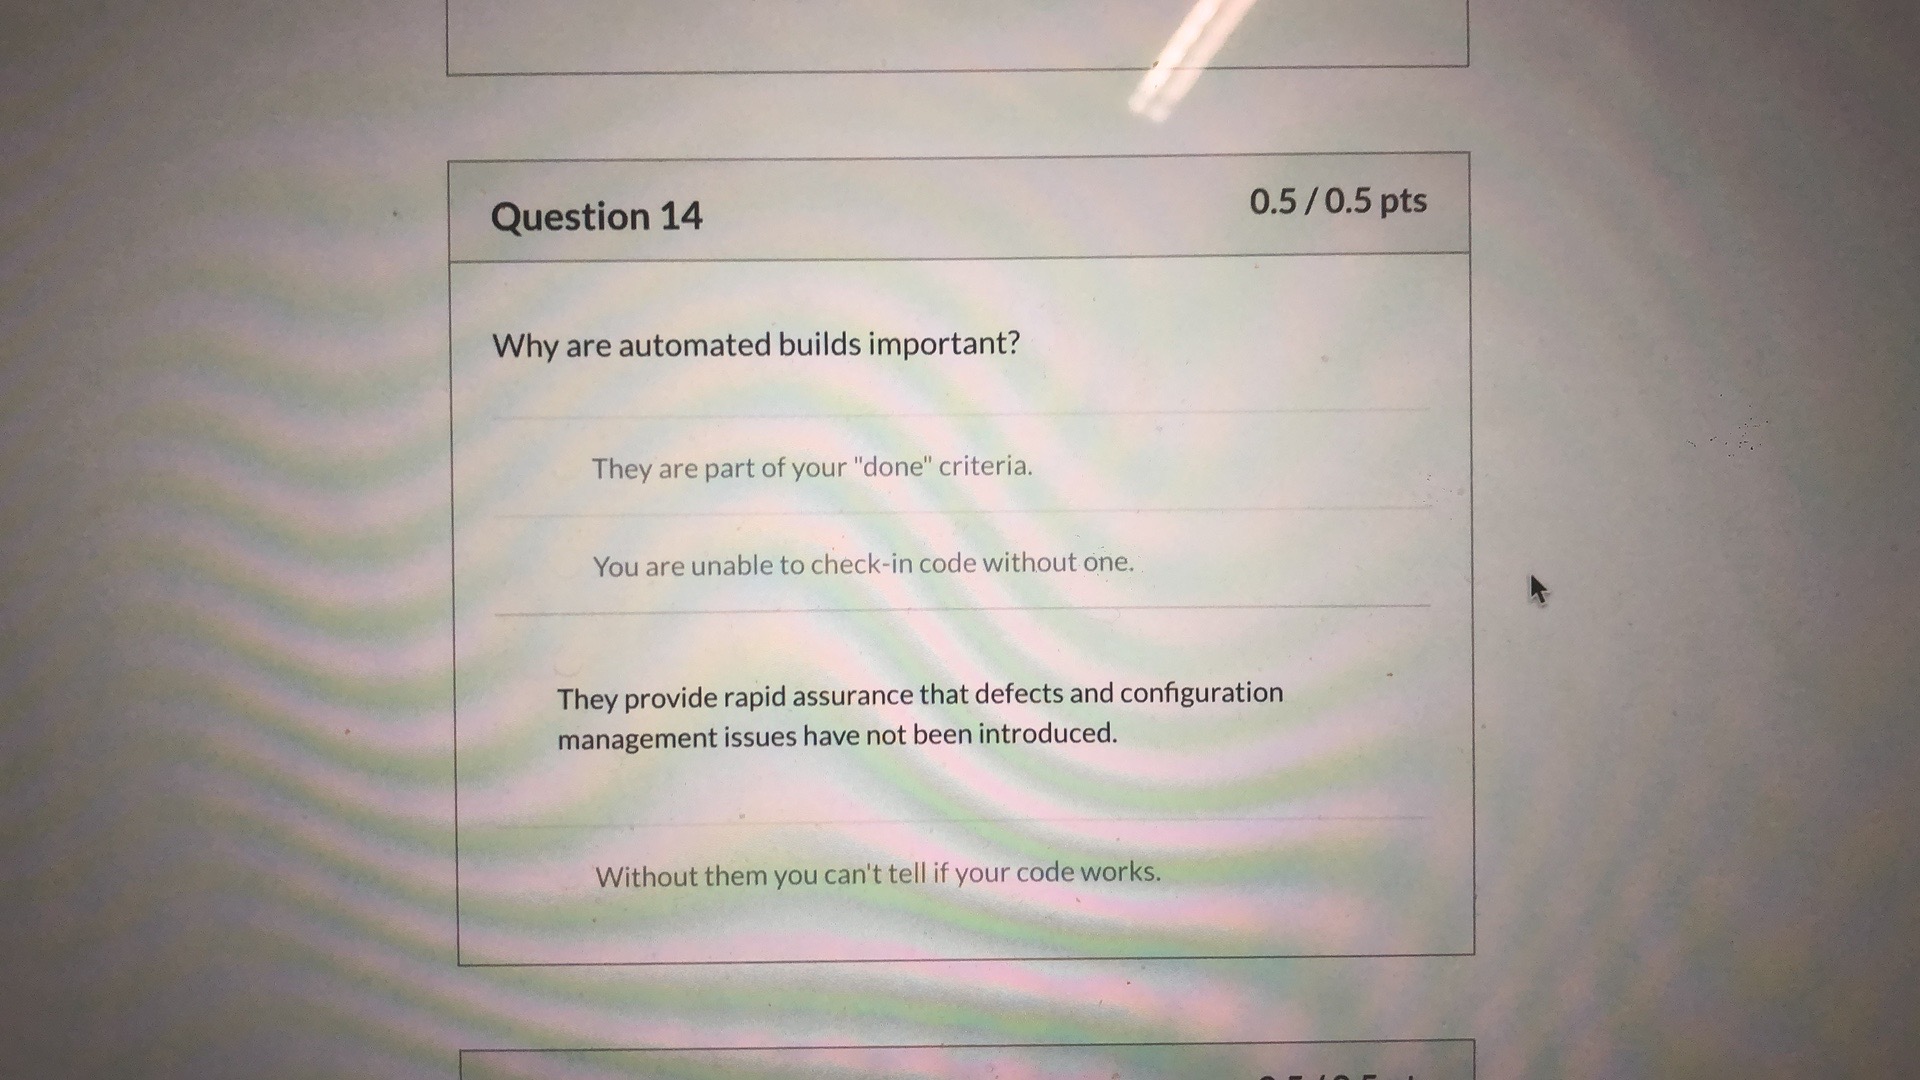 Question 14
0.5 / 0.5 pts
Why are automated builds important?
They are part of your "done" criteria.
You are unable to check-in code without one.
They provide rapid assurance that defects and configuration
management issues have not been introduced.
Without them you can't tell if your code works.